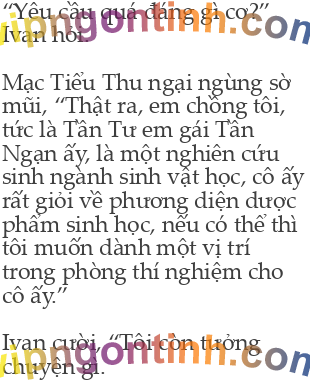 “Yêu cầu quá đáng gì cơ?”
Ivan hỏi.
Mạc Tiểu Thu ngại ngùng sờ
mũi, “Thật ra, em chồng tôi,
tức là Tần Tư em gái Tần
Ngạn ấy, là một nghiên cứu
sinh ngành sinh vật học, cô ấy
rất giỏi về phương diện dược
phẩm sinh học, nếu có thể thì
tôi muốn dành một vị trí
trong phòng thí nghiệm cho
cô ấy.”
Ivan cười, “Tôi còn tưởng
chuyện gì.
vipngontinh.com
vipngontinh.com